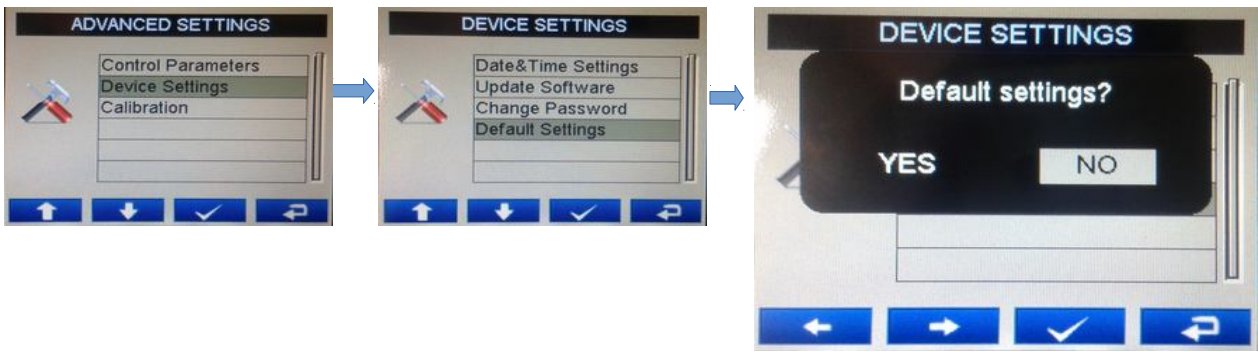 ADVANCED SETTINGS
Control Parameters
Device Settings
Calibration
DEVICE SETTINGS
Date&Time Settings
Update Software
Change Password
Default Settings
DEVICE SETTINGS
Default settings?
YES NO